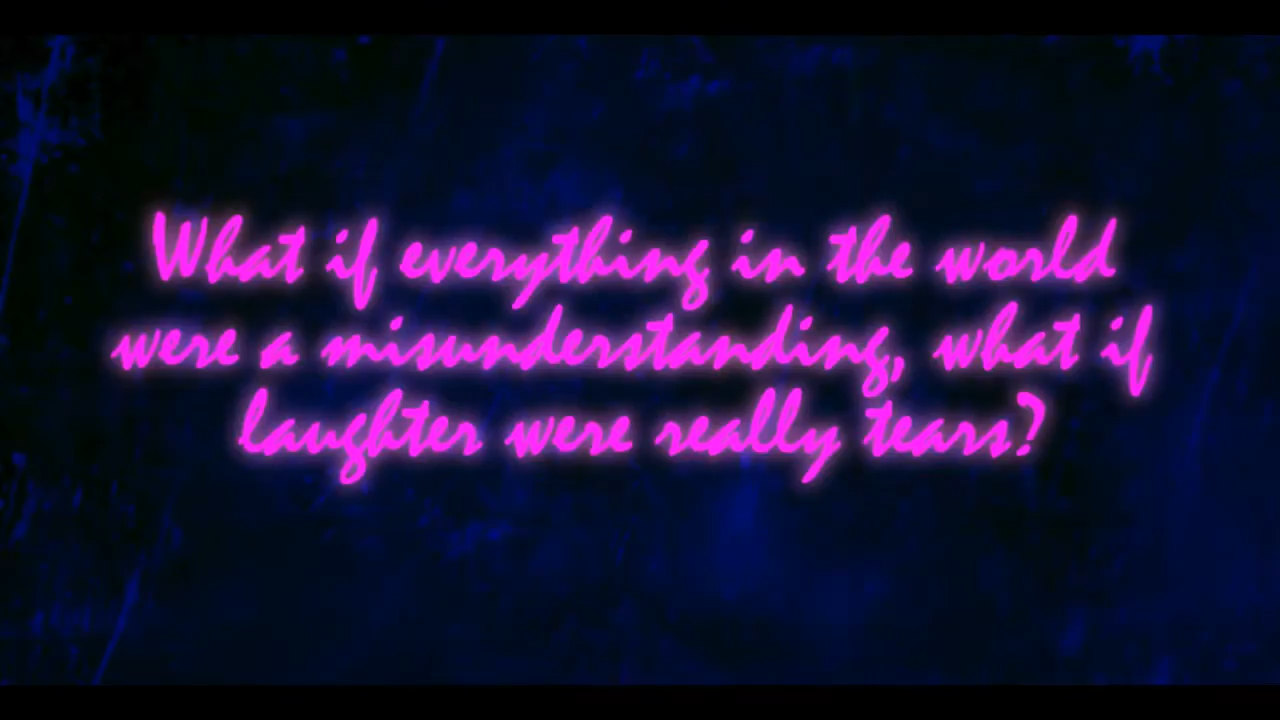 What if everything in the world
were a misunderstanding, what if
laughter were really tears?